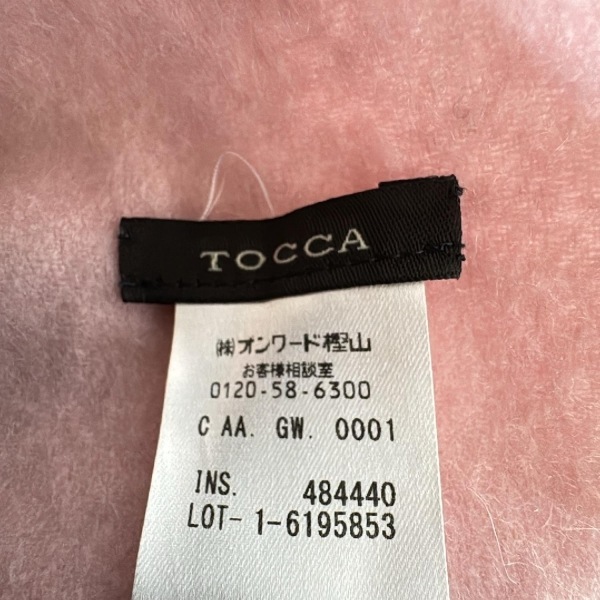 TOCCA
㈱オンワード樫山
お客様相談室
0120-58-6300
C AA. GW. 0001
INS. 484440
LOT- 1-6195853